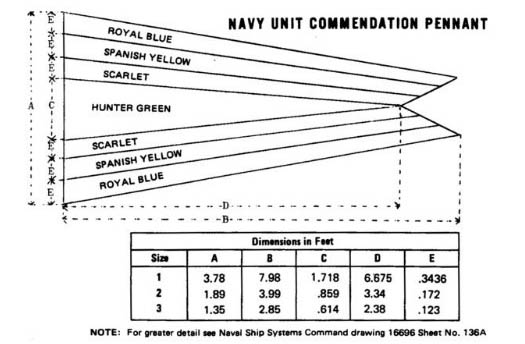 NAVY UNIT COMMENDATION PENNANT
E
ROYAL BLUE
E
SPANISH YELLOW
E
SCARLET
A
C
HUNTER GREEN
SCARLET
E
SPANISH YELLOW
E
ROYAL BLUE
E
D
B
Dimensions in Feet
Size A B C D E
1 3.78 7.98 1.718 6.675 .3436
2 1.89 3.99 .859 3.34 .172
3 1.35 2.85 .614 2.38 .123
NOTE: For greater detail see Naval Ship Systems Command drawing 16696 Sheet No. 136A